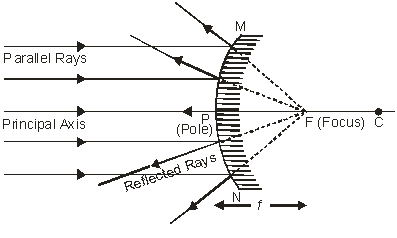 M
Parallel Rays
Principal Axis
P
(Pole)
F (Focus)
C
Reflected Rays
N
f